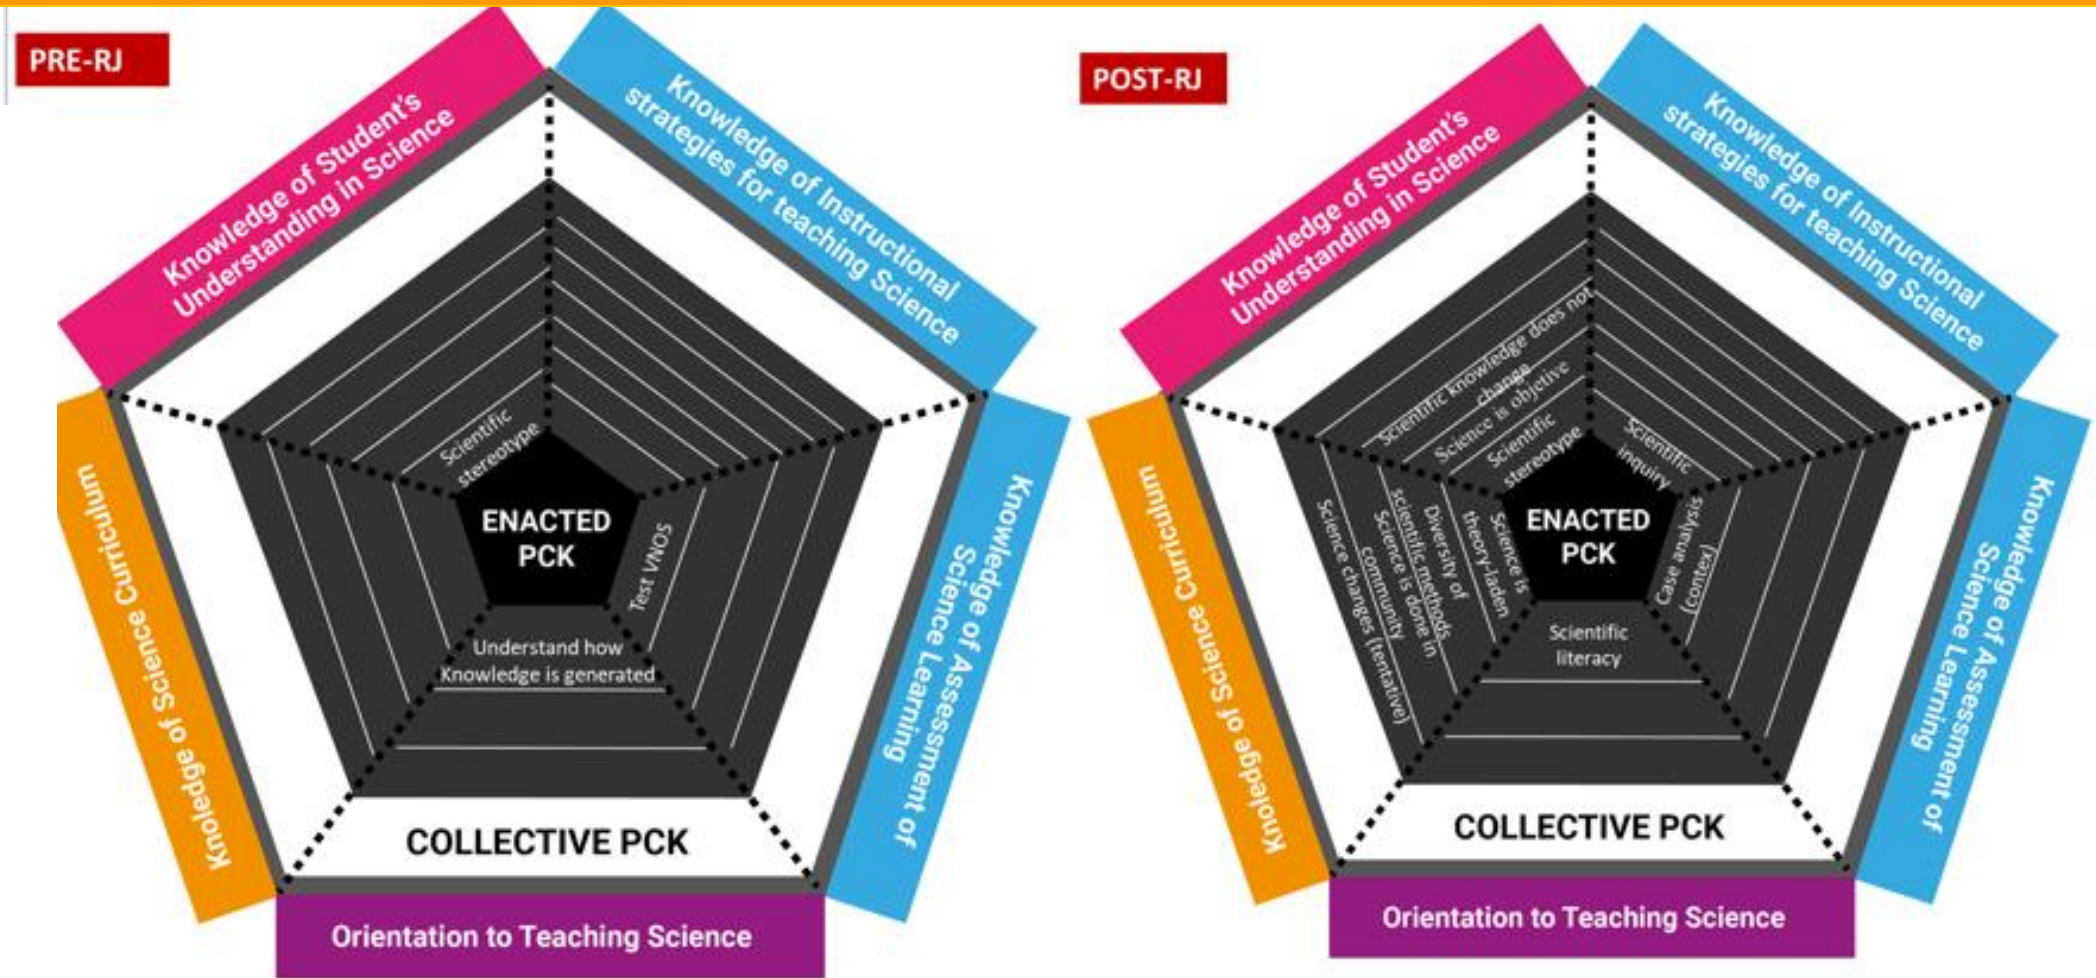 PRE-RJ
Knowledge of Student's
Understanding in Science
Knowledge of Instructional
strategies for teaching Science
Knoledge of Science Curriculum
Knowledge of Assessment of
Science Learning
Scientific
stereotype
ENACTED
PCK
Test VNOS
Understand how
Knowledge is generated
COLLECTIVE PCK
Orientation to Teaching Science
POST-RJ
Knowledge of Student's
Understanding in Science
Knowledge of Instructional
strategies for teaching Science
Knoledge of Science Curriculum
Knowledge of Assessment of
Science Learning
Scientific knowledge does not
change
Science is objetive
Scientific
stereotype
Scientific
inquiry
ENACTED
PCK
Science is
theory-laden
Diversity of
scientific methods
Science is done in
community
Science changes (tentative)
Case analysis
(contex)
Scientific
literacy
COLLECTIVE PCK
Orientation to Teaching Science